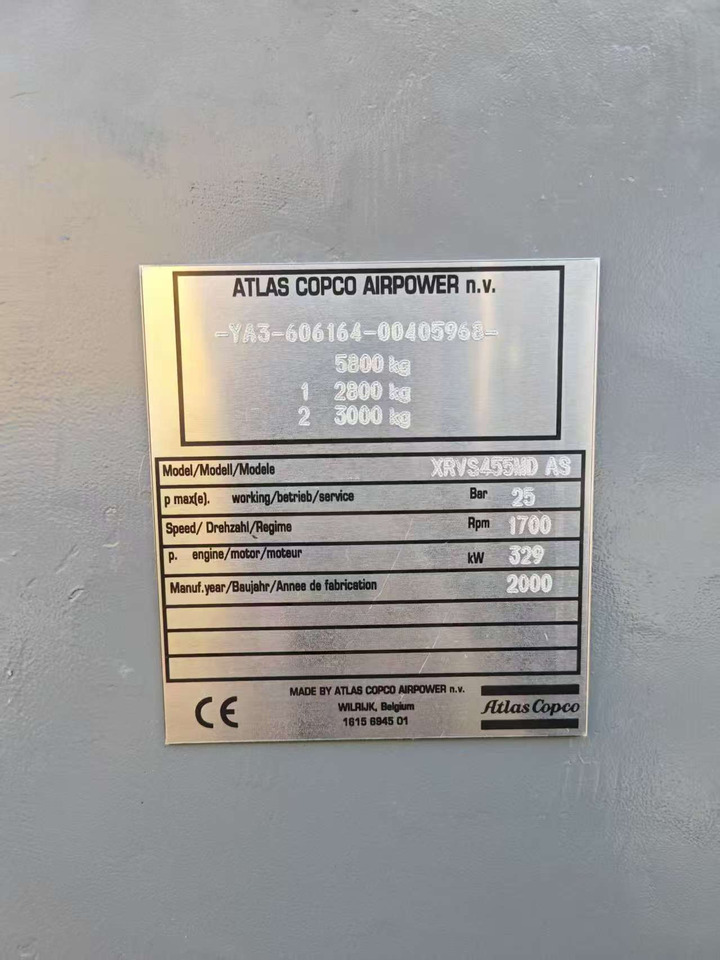 ATLAS COPCO AIRPOWER n.v.
-YA3-606164-00405968-
5800 kg
1 2800 kg
2 3000 kg
Model/Modell/Modele XRVS455MD AS
p max(e). working/betrieb/service Bar 25
Speed/ Drehzahl/Regime Rpm 1700
p. engine/motor/moteur kW 329
Manuf.year/Baujahr/Annee de fabrication 2000
MADE BY ATLAS COPCO AIRPOWER n.v.
WILRIJK, Belgium
1615 6945 01
CE
Atlas Copco